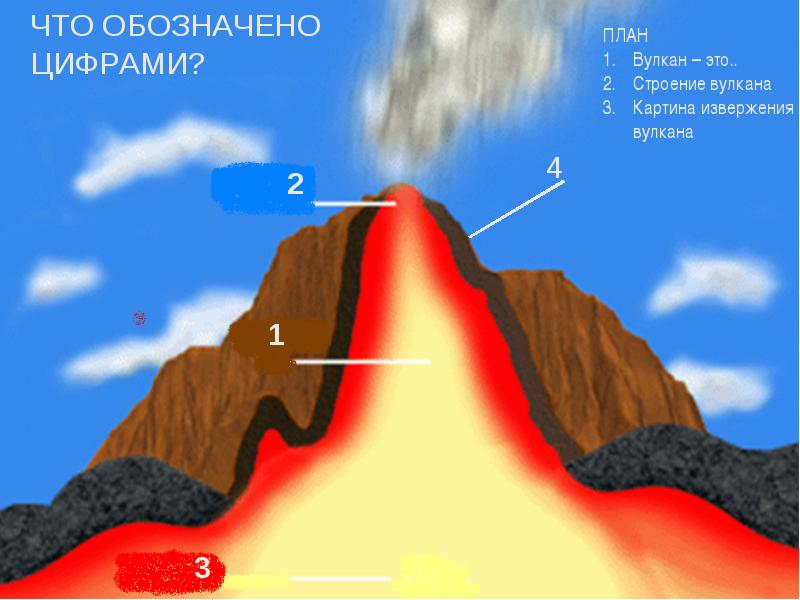 ЧТО ОБОЗНАЧЕНО
ЦИФРАМИ?
ПЛАН
1. Вулкан – это..
2. Строение вулкана
3. Картина извержения
вулкана
4
2
1
3